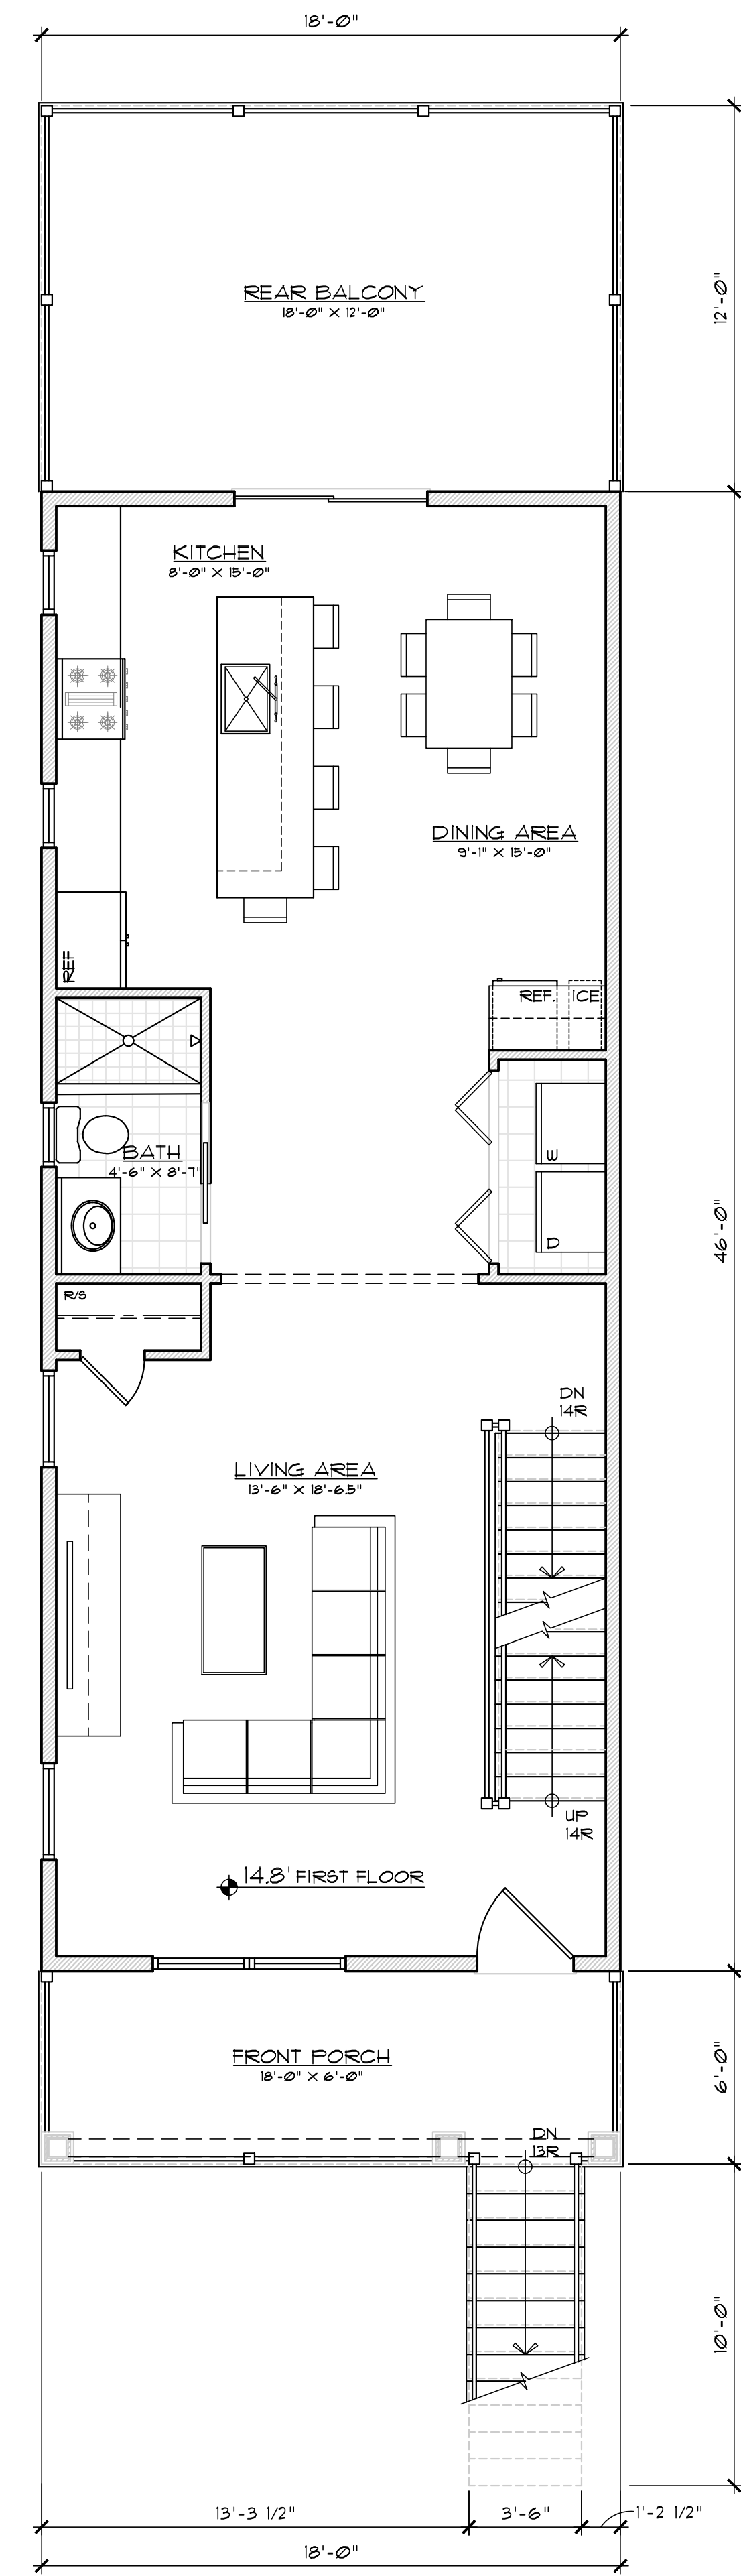 18'-0"
REAR BALCONY
18'-0" X 12'-0"
12'-0"
KITCHEN
8'-0" X 15'-0"
DINING AREA
9'-1" X 15'-0"
REF
REF. ICE
BATH
4'-6" X 8'-7"
W
D
46'-0"
R/S
DN
14R
LIVING AREA
13'-6" X 18'-6.5"
UP
14R
14.8' FIRST FLOOR
FRONT PORCH
18'-0" X 6'-0"
6'-0"
DN
13R
10'-0"
13'-3 1/2"
3'-6"
1'-2 1/2"
18'-0"